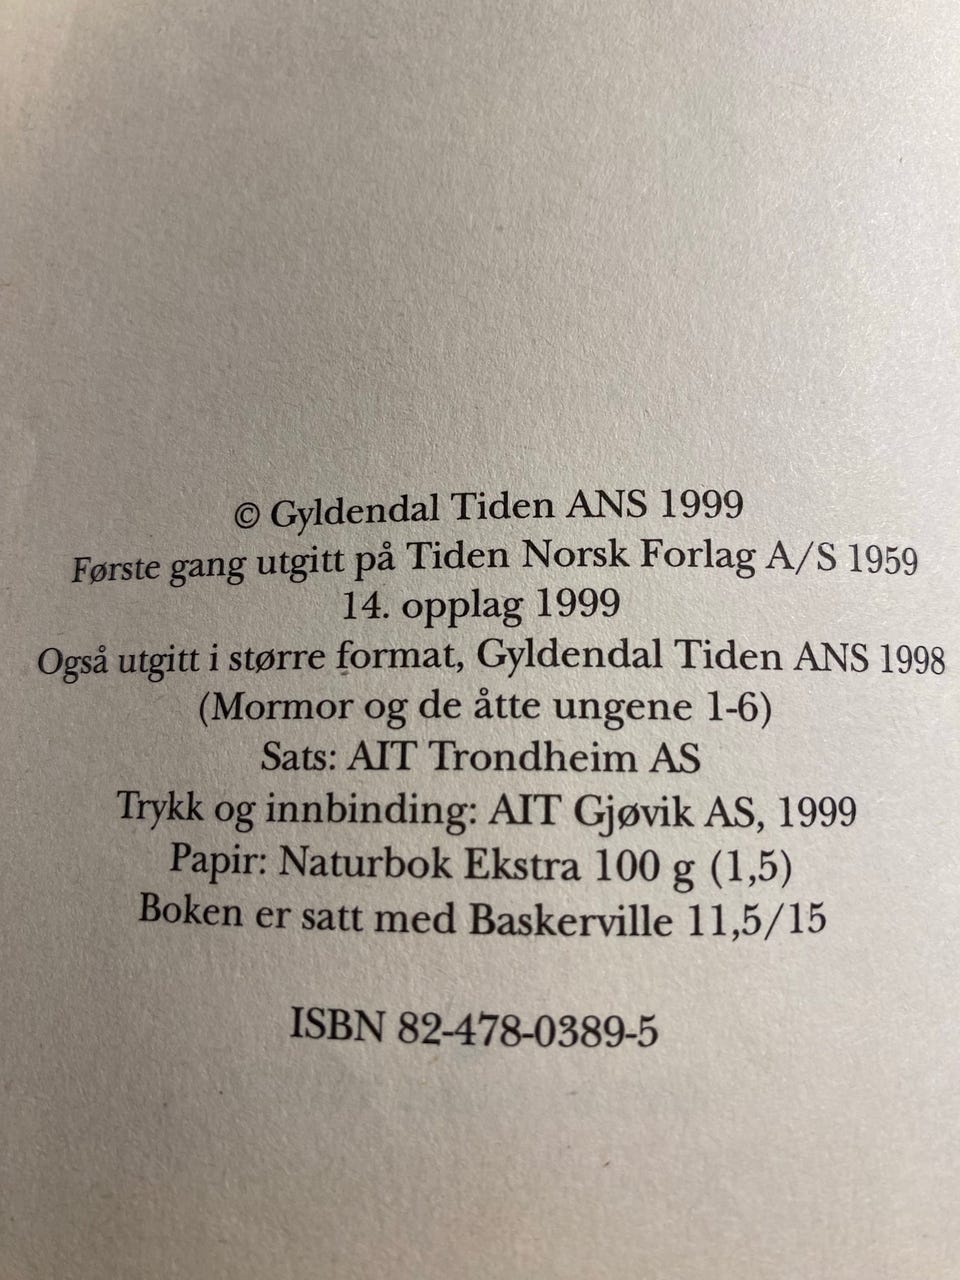 © Gyldendal Tiden ANS 1999
Første gang utgitt på Tiden Norsk Forlag A/S 1959
14. opplag 1999
Også utgitt i større format, Gyldendal Tiden ANS 1998
(Mormor og de åtte ungene 1-6)
Sats: AIT Trondheim AS
Trykk og innbinding: AIT Gjøvik AS, 1999
Papir: Naturbok Ekstra 100 g (1,5)
Boken er satt med Baskerville 11,5/15
ISBN 82-478-0389-5